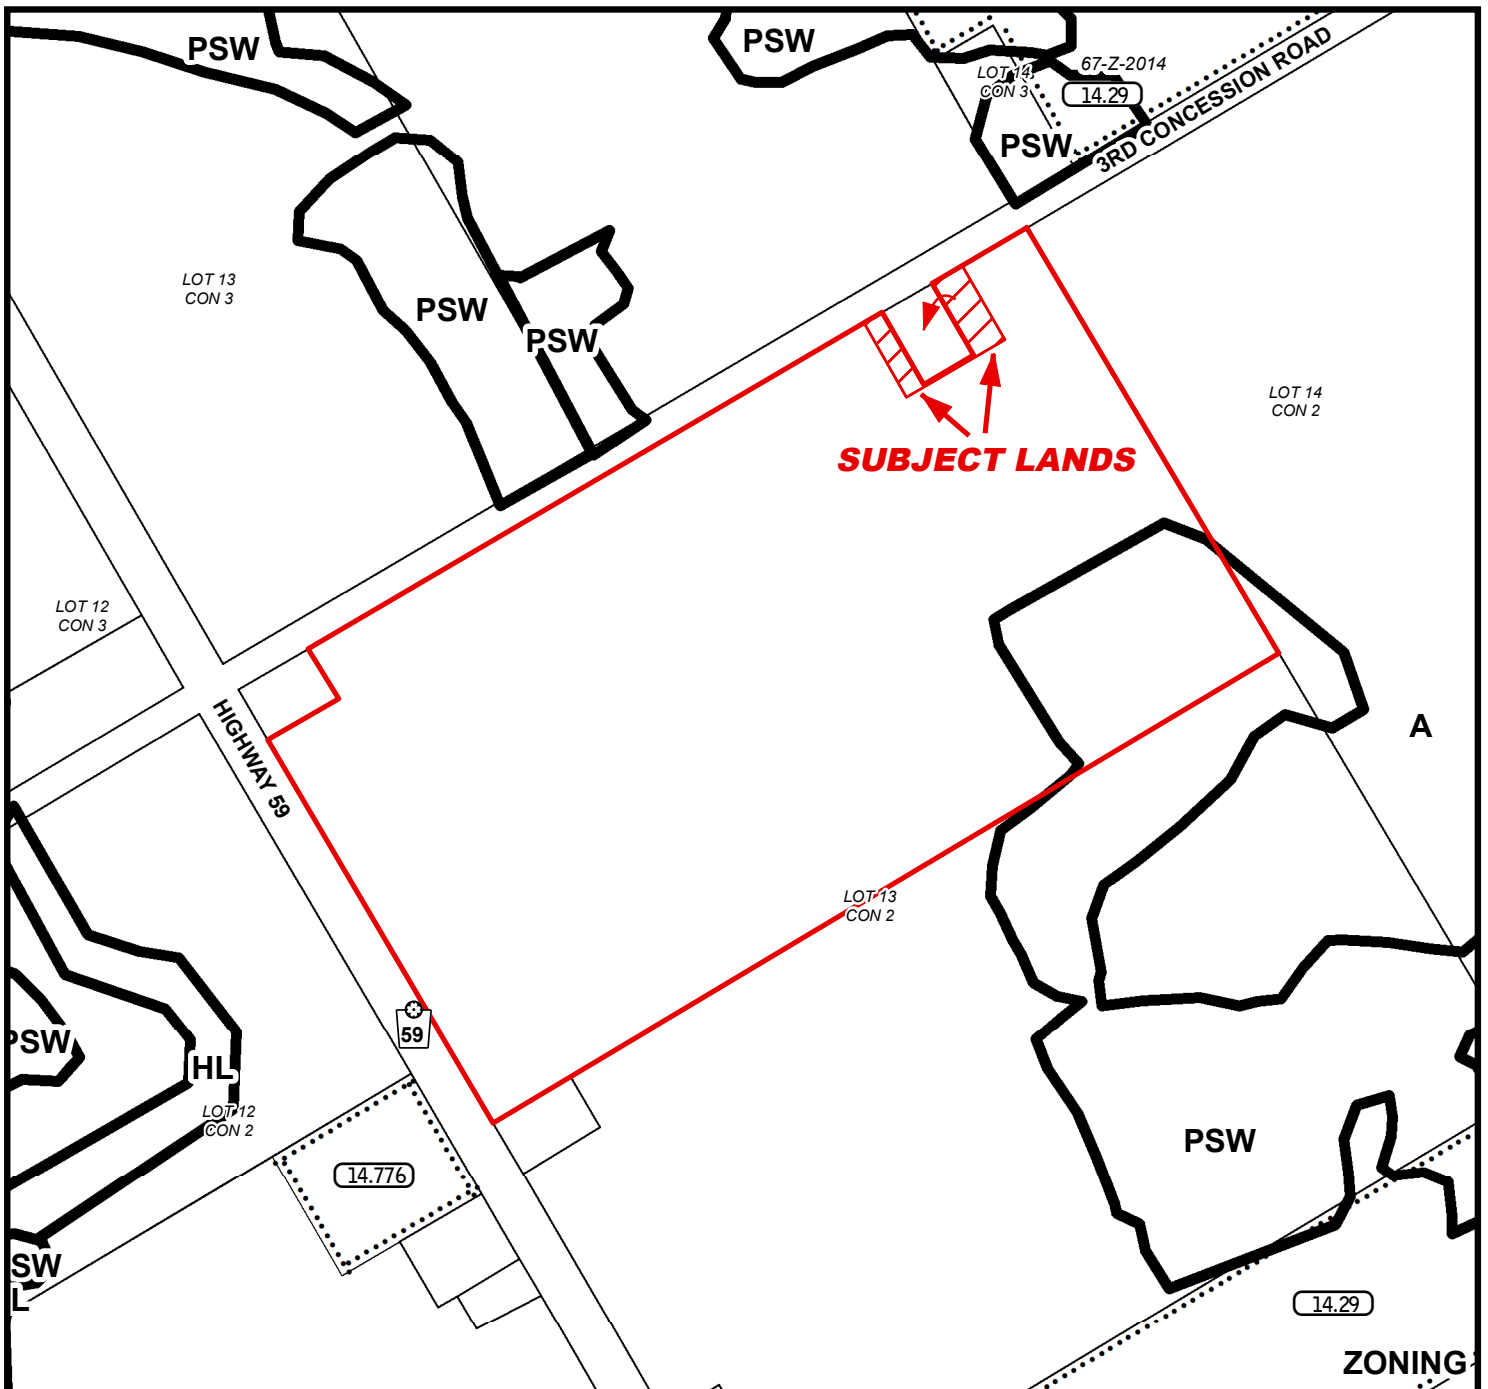 PSW
PSW
67-Z-2014
LOT 14
CON 3
14.29
3RD CONCESSION ROAD
PSW
LOT 13
CON 3
PSW
PSW
LOT 14
CON 2
SUBJECT LANDS
LOT 12
CON 3
HIGHWAY 59
A
LOT 13
CON 2
59
PSW
HL
LOT 12
CON 2
PSW
14.776
SW
L
14.29
ZONING